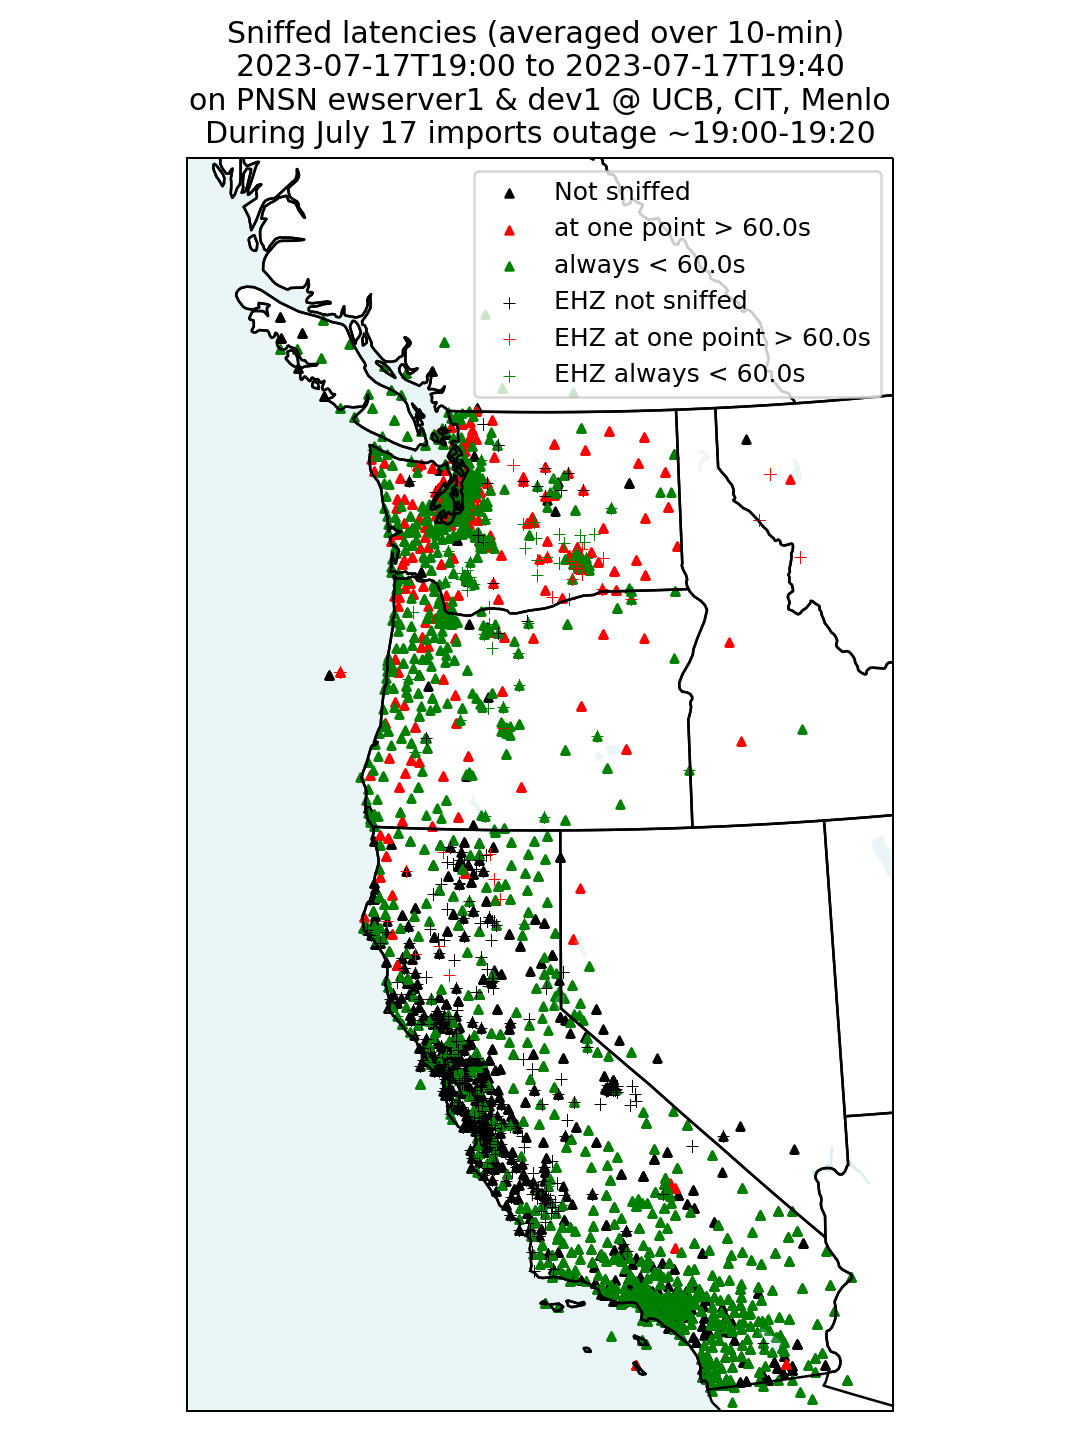 Sniffed latencies (averaged over 10-min)
2023-07-17T19:00 to 2023-07-17T19:40
on PNSN ewserver1 & dev1 @ UCB, CIT, Menlo
During July 17 imports outage ~19:00-19:20
Not sniffed
at one point > 60.0s
always < 60.0s
EHZ not sniffed
EHZ at one point > 60.0s
EHZ always < 60.0s